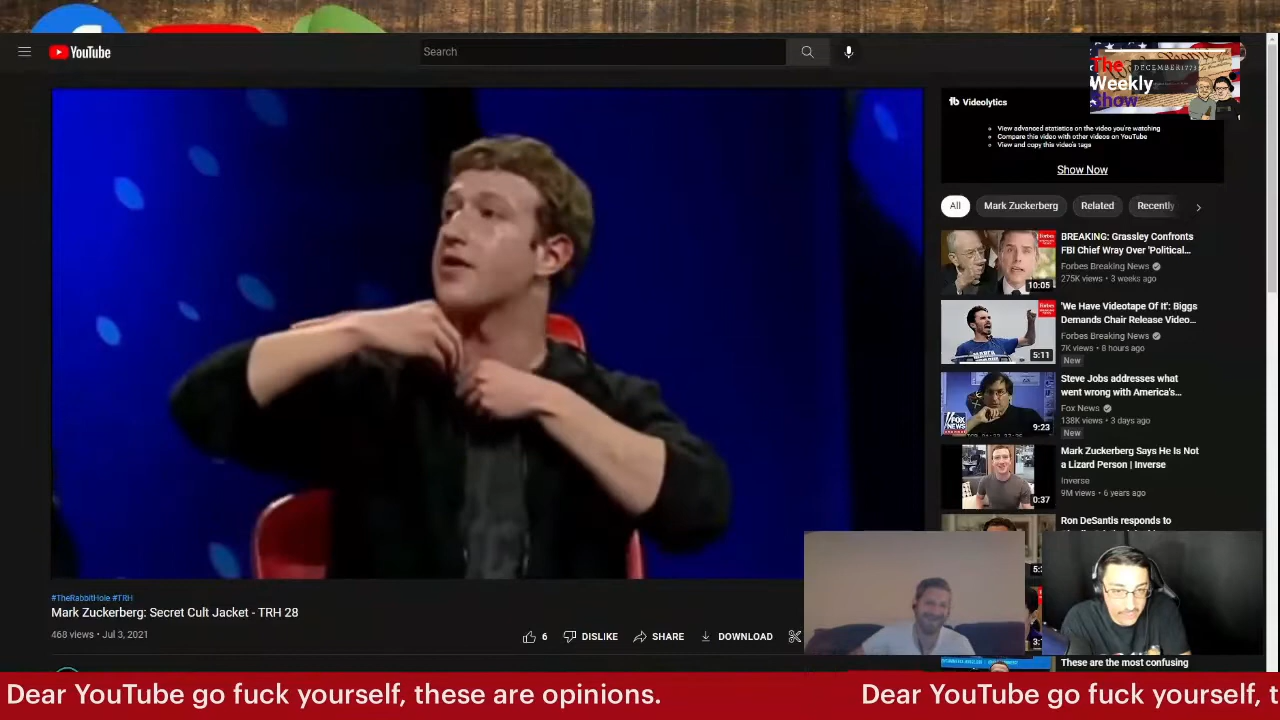 YouTube
Search
The
Weekly
Show
DECEMBER1773
Videolytics
View advanced statistics on the video you're watching
Compare this video with other videos on YouTube
View and copy this video's tags
Show Now
All
Mark Zuckerberg
Related
Recently
BREAKING: Grassley Confronts
FBI Chief Wray Over 'Political...
Forbes Breaking News
275K views • 3 weeks ago
10:05
'We Have Videotape Of It': Biggs
Demands Chair Release Video...
Forbes Breaking News
7K views • 8 hours ago
New
5:11
Steve Jobs addresses what
went wrong with America's...
Fox News
138K views • 3 days ago
New
FOX
NEWS
9:23
Mark Zuckerberg Says He Is Not
a Lizard Person | Inverse
Inverse
9M views • 6 years ago
0:37
Ron DeSantis responds to
These are the most confusing
#TheRabbitHole #TRH
Mark Zuckerberg: Secret Cult Jacket - TRH 28
468 views • Jul 3, 2021
6
DISLIKE
SHARE
DOWNLOAD
Dear YouTube go fuck yourself, these are opinions.
Dear YouTube go fuck yourself, t